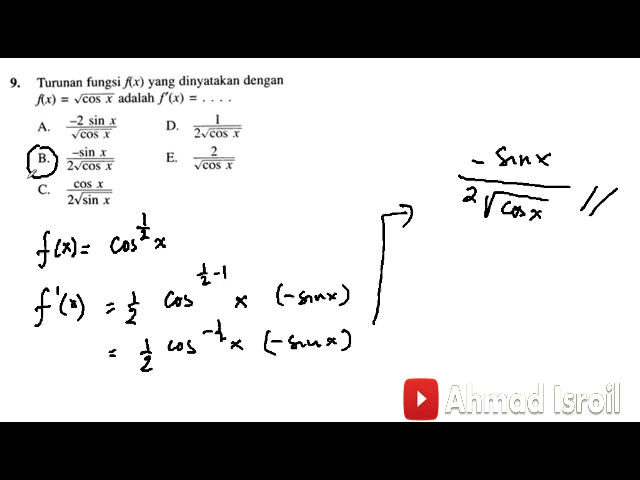 9. Turunan fungsi f(x) yang dinyatakan dengan
f(x) = √cos x adalah f'(x) = . . . .
A. -2 sin x / √cos x
D. 1 / 2√cos x
B. -sin x / 2√cos x
E. 2 / √cos x
C. cos x / 2√sin x
f(x) = cos^{1/2} x
f'(x) = 1/2 cos^{1/2 - 1} x (-sin x)
= 1/2 cos^{-1/2} x (-sin x)
- sin x / 2√cos x //
Ahmad Isroil